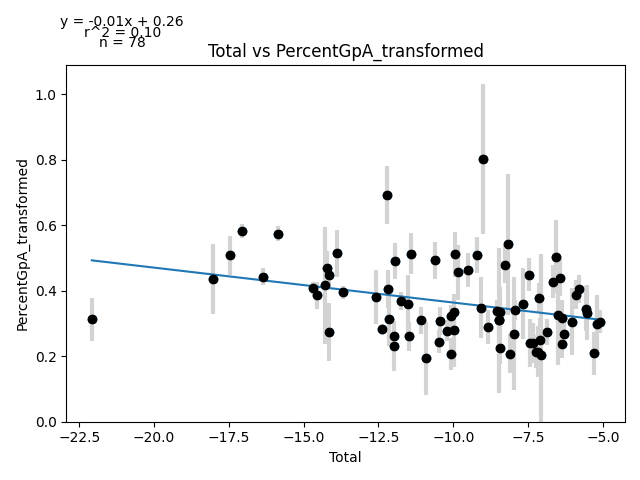 y = -0.01x + 0.26
r^2 = 0.10
n = 78
Total vs PercentGpA_transformed
PercentGpA_transformed
1.0
0.8
0.6
0.4
0.2
0.0
−22.5 −20.0 −17.5 −15.0 −12.5 −10.0 −7.5 −5.0
Total